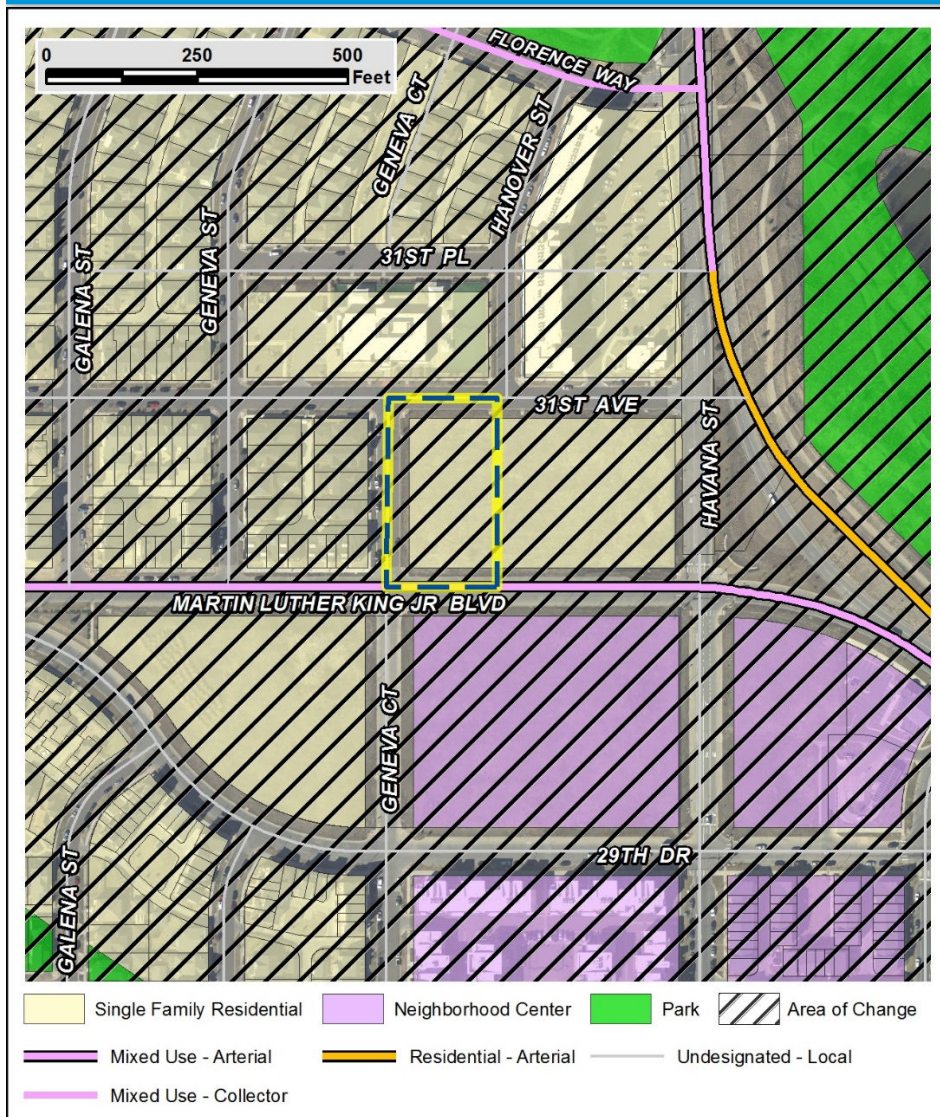 0 250 500
Feet
FLORENCE WAY
GENEVA CT
HANOVER ST
GALENA ST
GENEVA ST
31ST PL
31ST AVE
HAVANA ST
MARTIN LUTHER KING JR BLVD
GENEVA CT
29TH DR
GALENA ST
Single Family Residential Neighborhood Center Park Area of Change
Mixed Use - Arterial Residential - Arterial Undesignated - Local
Mixed Use - Collector